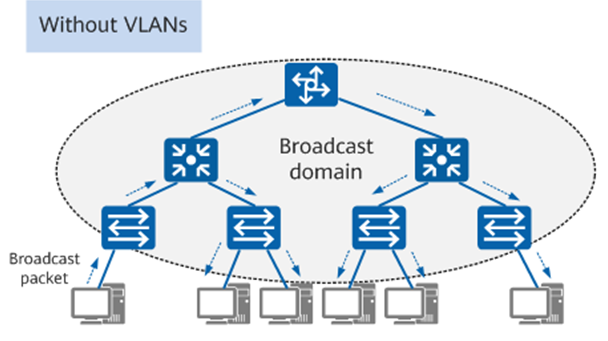 Without VLANs
Broadcast
domain
Broadcast
packet